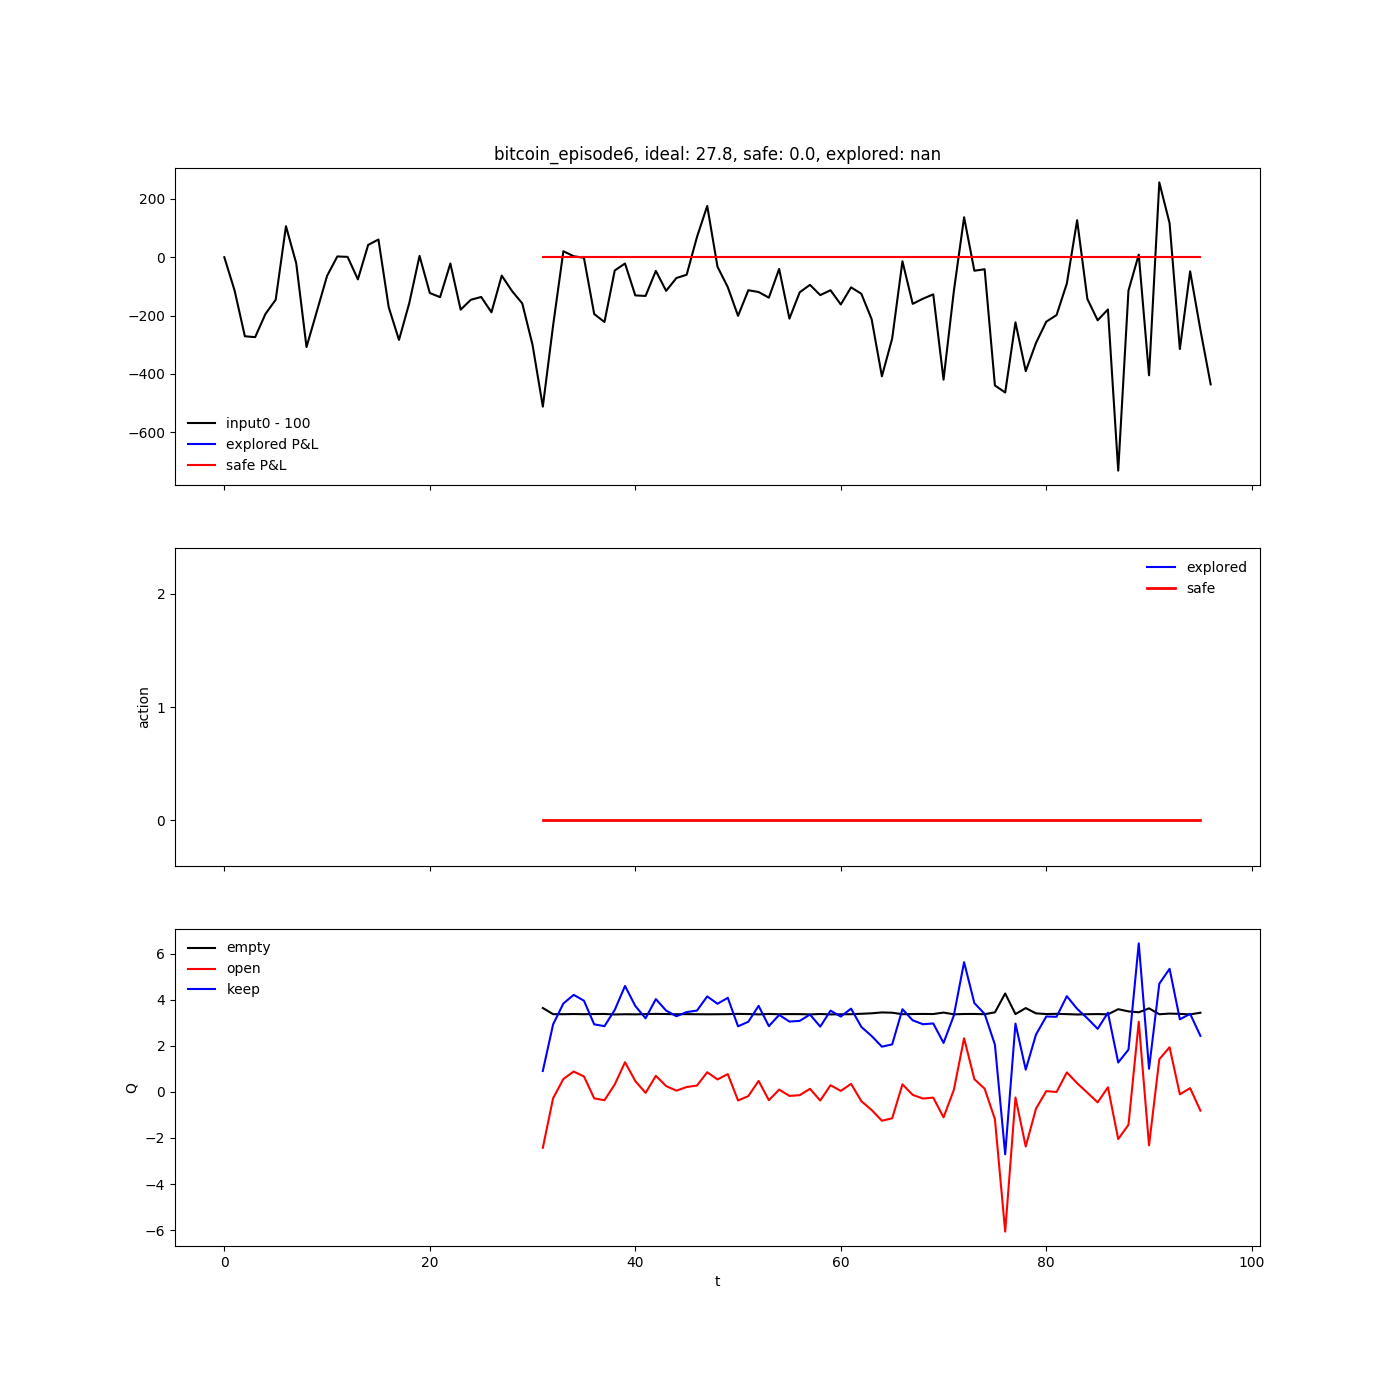 bitcoin_episode6, ideal: 27.8, safe: 0.0, explored: nan
200
0
−200
−400
−600
input0 - 100
explored P&L
safe P&L
2
1
0
action
explored
safe
6
4
2
0
−2
−4
−6
Q
empty
open
keep
0 20 40 60 80 100
t